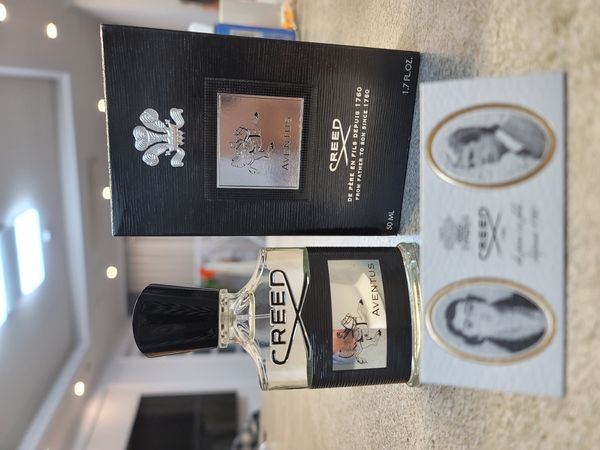 AVENTUS
CREED
DE PÈRE EN FILS DEPUIS 1760
FROM FATHER TO SON SINCE 1760
50 ML
1.7 FL.OZ.
CREED
AVENTUS
CREED